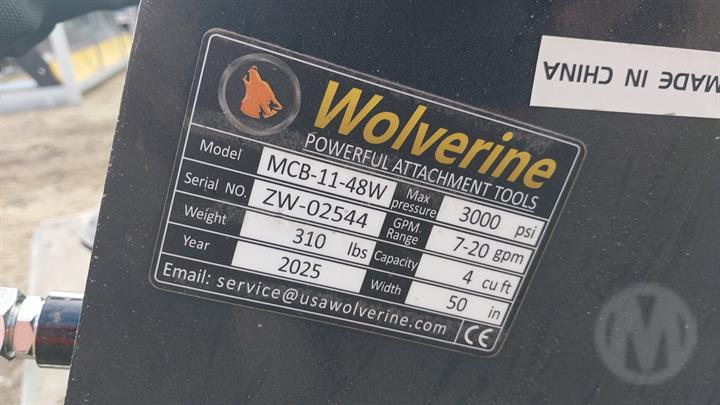 Wolverine
POWERFUL ATTACHMENT TOOLS
Model MCB-11-48W Max pressure 3000 psi
Serial NO. ZW-02544 GPM. Range 7-20 gpm
Weight 310 lbs Capacity 4 cu ft
Year 2025 Width 50 in
Email: service@usawolverine.com CE
MADE IN CHINA
M